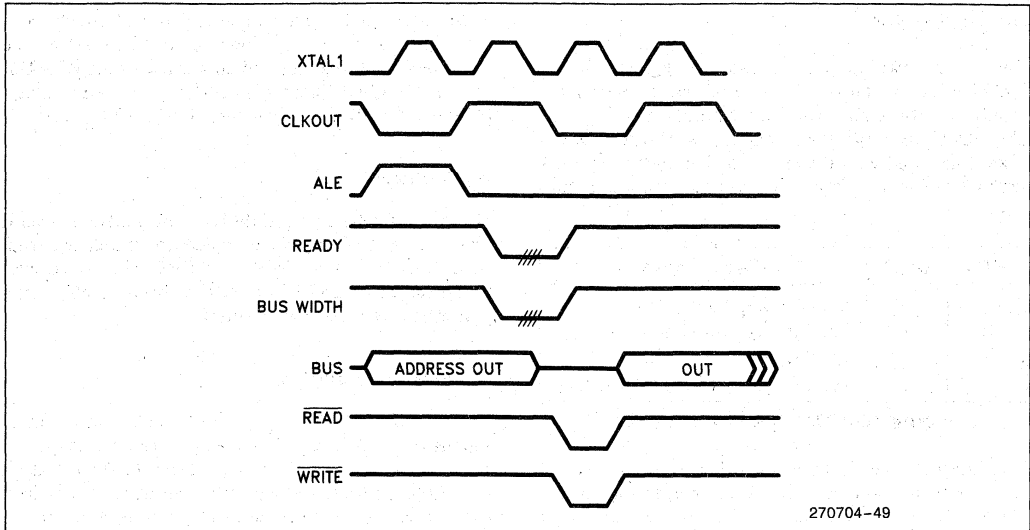 XTAL1
CLKOUT
ALE
READY
BUS WIDTH
BUS ADDRESS OUT OUT
READ
WRITE
270704-49